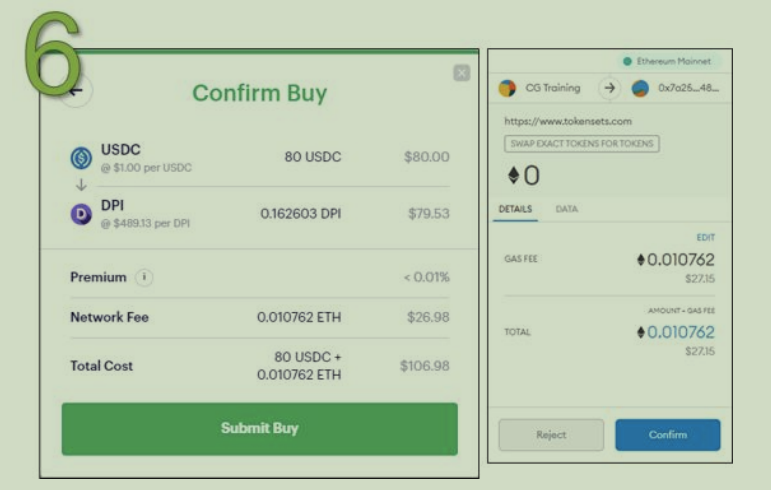 6
Confirm Buy
USDC 80 USDC $80.00
@ $1.00 per USDC
DPI 0.162603 DPI $79.53
@ $489.13 per DPI
Premium i < 0.01%
Network Fee 0.010762 ETH $26.98
Total Cost 80 USDC + 0.010762 ETH $106.98
Submit Buy
Ethereum Mainnet
CG Training → 0x7a25...48...
https://www.tokensets.com
SWAP EXACT TOKENS FOR TOKENS
0
DETAILS DATA
EDIT
GAS FEE 0.010762
$27.15
AMOUNT + GAS FEE
TOTAL 0.010762
$27.15
Reject Confirm